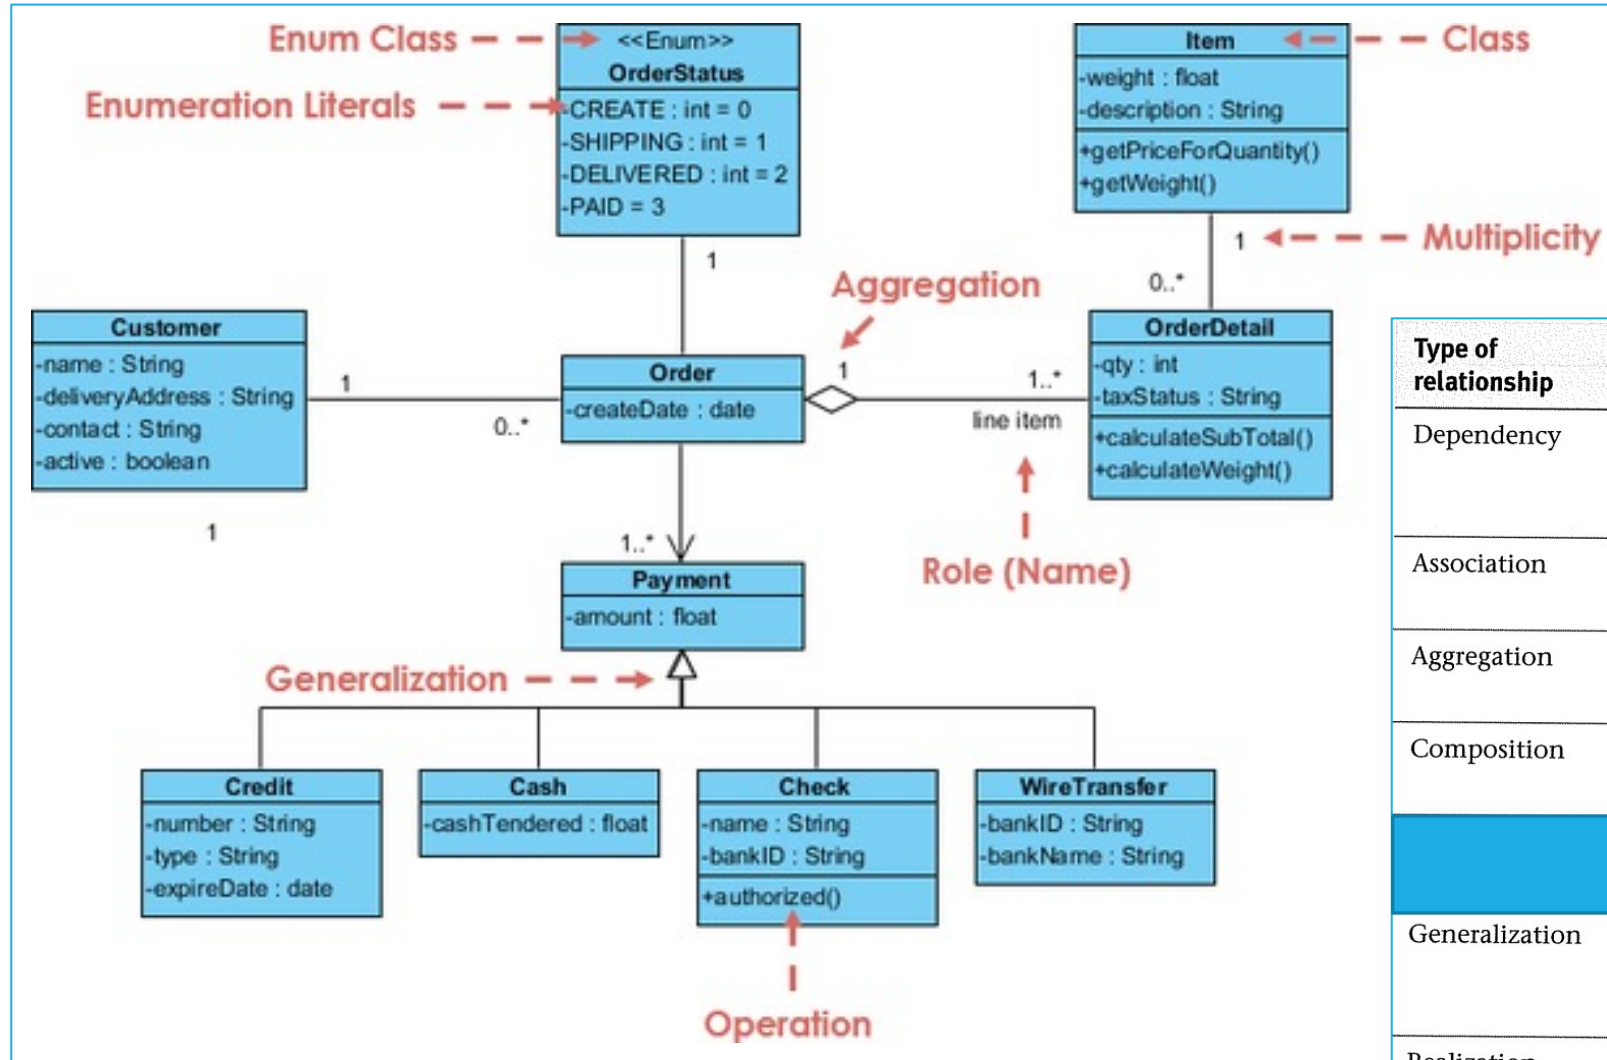 Enum Class
<<Enum>>
OrderStatus
Enumeration Literals
-CREATE : int = 0
-SHIPPING : int = 1
-DELIVERED : int = 2
-PAID = 3
1
Item
Class
-weight : float
-description : String
+getPriceForQuantity()
+getWeight()
1
Multiplicity
0..*
Aggregation
Customer
-name : String
-deliveryAddress : String
-contact : String
-active : boolean
1
1
0..*
Order
-createDate : date
1
1..*
line item
Role (Name)
OrderDetail
-qty : int
-taxStatus : String
+calculateSubTotal()
+calculateWeight()
1..*
Payment
-amount : float
Generalization
Credit
-number : String
-type : String
-expireDate : date
Cash
-cashTendered : float
Check
-name : String
-bankID : String
+authorized()
Operation
WireTransfer
-bankID : String
-bankName : String
Type of
relationship
Dependency
Association
Aggregation
Composition
Generalization
Realization